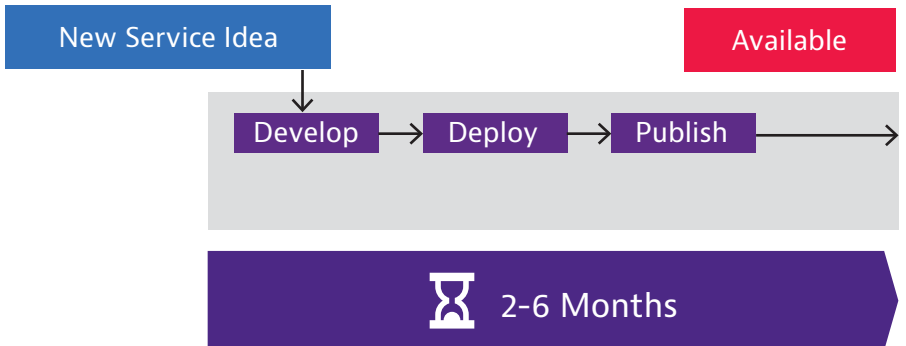 New Service Idea
Available
Develop
Deploy
Publish
2-6 Months